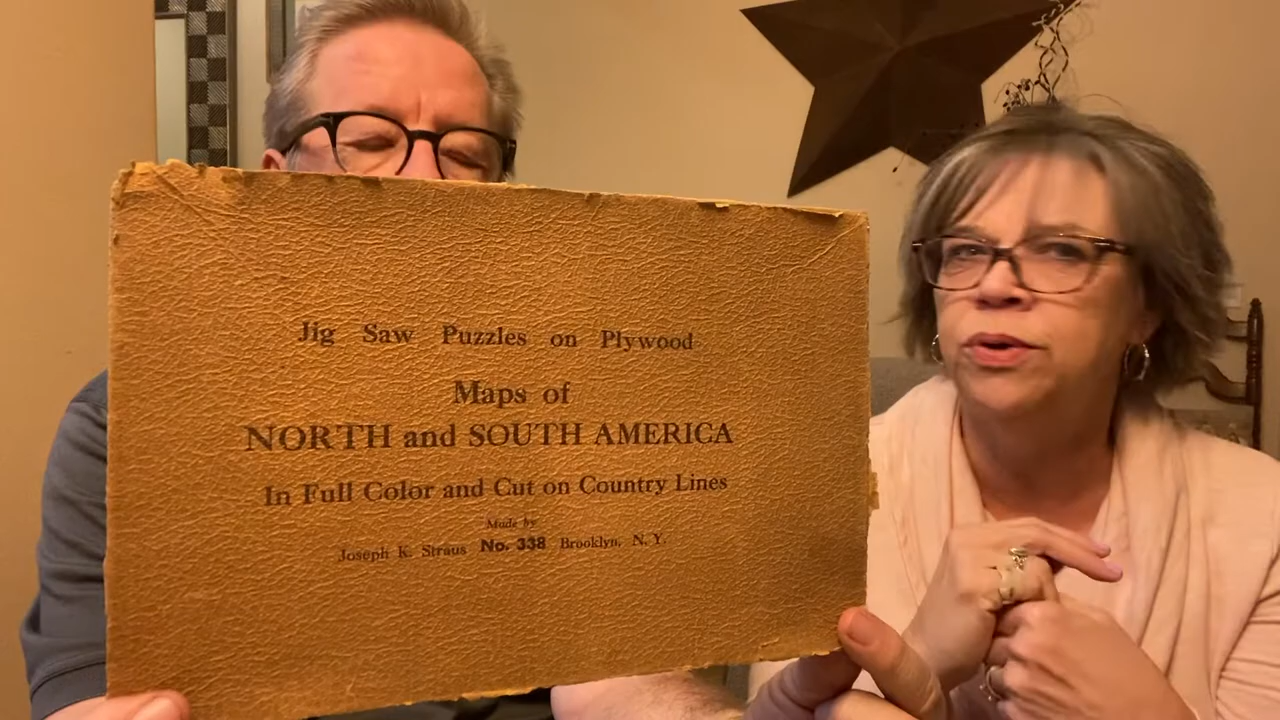 Jig Saw Puzzles on Plywood
Maps of
NORTH and SOUTH AMERICA
In Full Color and Cut on Country Lines
Made by
Joseph K. Straus No. 338 Brooklyn, N. Y.